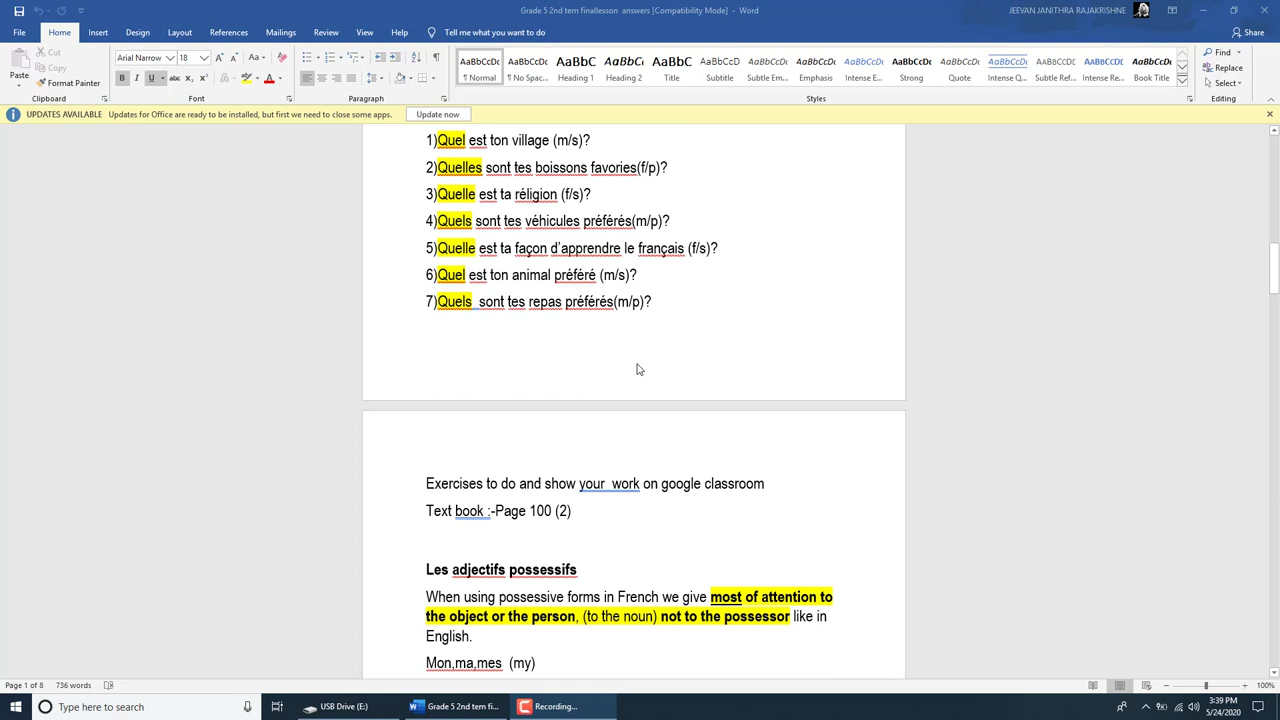 Grade 5 2nd tem finallesson answers [Compatibility Mode] - Word
JEEVAN JANITHRA RAJAKRISHNE
File Home Insert Design Layout References Mailings Review View Help Tell me what you want to do Share
Paste
Cut
Copy
Format Painter
Clipboard
Arial Narrow 18
Font
Paragraph
AaBbCcDc AaBbCcDc AaBbC AaBbCc AaBbC AaBbCcD AaBbCcDc AaBbCcDc AaBbCcDc AaBbCcDc AaBbCcDc AaBbCcDc AaBbCcDc AaBbCcDc AaBbCcDc
¶ Normal ¶ No Spac... Heading 1 Heading 2 Title Subtitle Subtle Em... Emphasis Intense E... Strong Quote Intense Q... Subtle Ref... Intense Re... Book Title
Styles
Find
Replace
Select
Editing
UPDATES AVAILABLE Updates for Office are ready to be installed, but first we need to close some apps. Update now
1)Quel est ton village (m/s)?
2)Quelles sont tes boissons favories(f/p)?
3)Quelle est ta réligion (f/s)?
4)Quels sont tes véhicules préférés(m/p)?
5)Quelle est ta façon d’apprendre le français (f/s)?
6)Quel est ton animal préféré (m/s)?
7)Quels sont tes repas préférés(m/p)?
Exercises to do and show your work on google classroom
Text book :-Page 100 (2)
Les adjectifs possessifs
When using possessive forms in French we give most of attention to
the object or the person, (to the noun) not to the possessor like in
English.
Mon,ma,mes (my)
Page 1 of 8 736 words 100%
Type here to search USB Drive (E:) Grade 5 2nd tem fi... Recording... 3:39 PM
5/24/2020